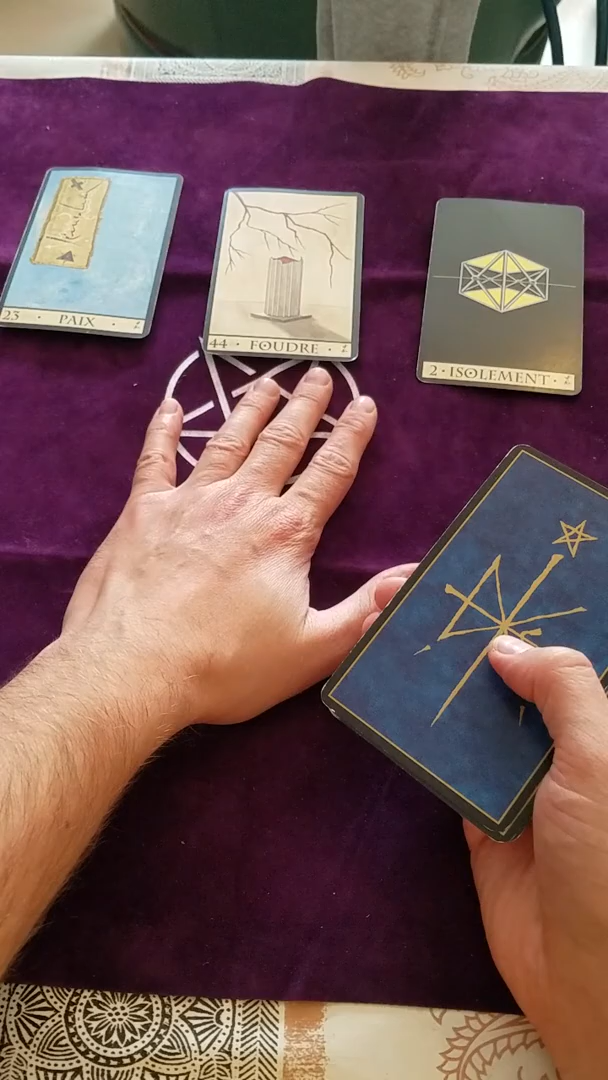 23 · PAIX ·
44 · FOUDRE ·
2 · ISOLEMENT ·